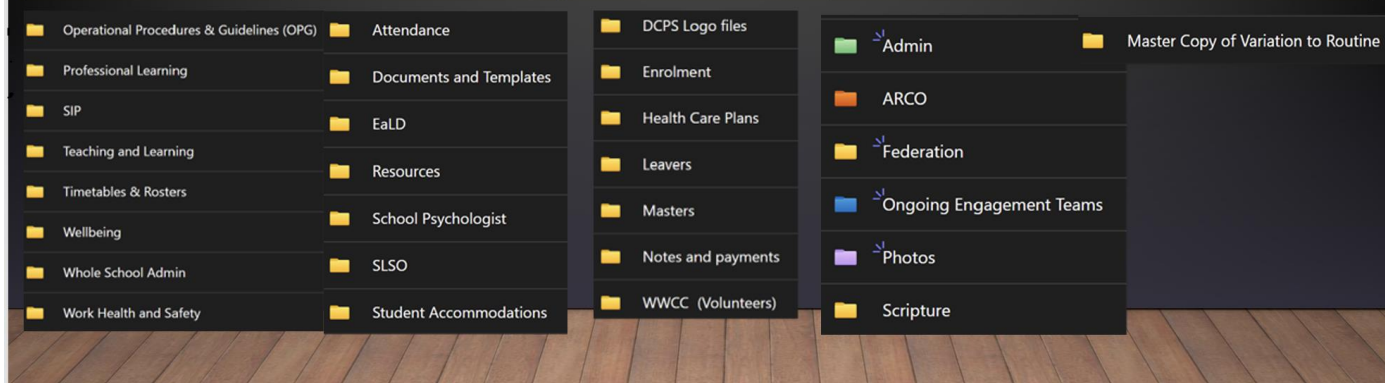 Operational Procedures & Guidelines (OPG)
Professional Learning
SIP
Teaching and Learning
Timetables & Rosters
Wellbeing
Whole School Admin
Work Health and Safety
Attendance
Documents and Templates
EaLD
Resources
School Psychologist
SLSO
Student Accommodations
DCPS Logo files
Enrolment
Health Care Plans
Leavers
Masters
Notes and payments
WWCC (Volunteers)
Admin
ARCO
Federation
Ongoing Engagement Teams
Photos
Scripture
Master Copy of Variation to Routine